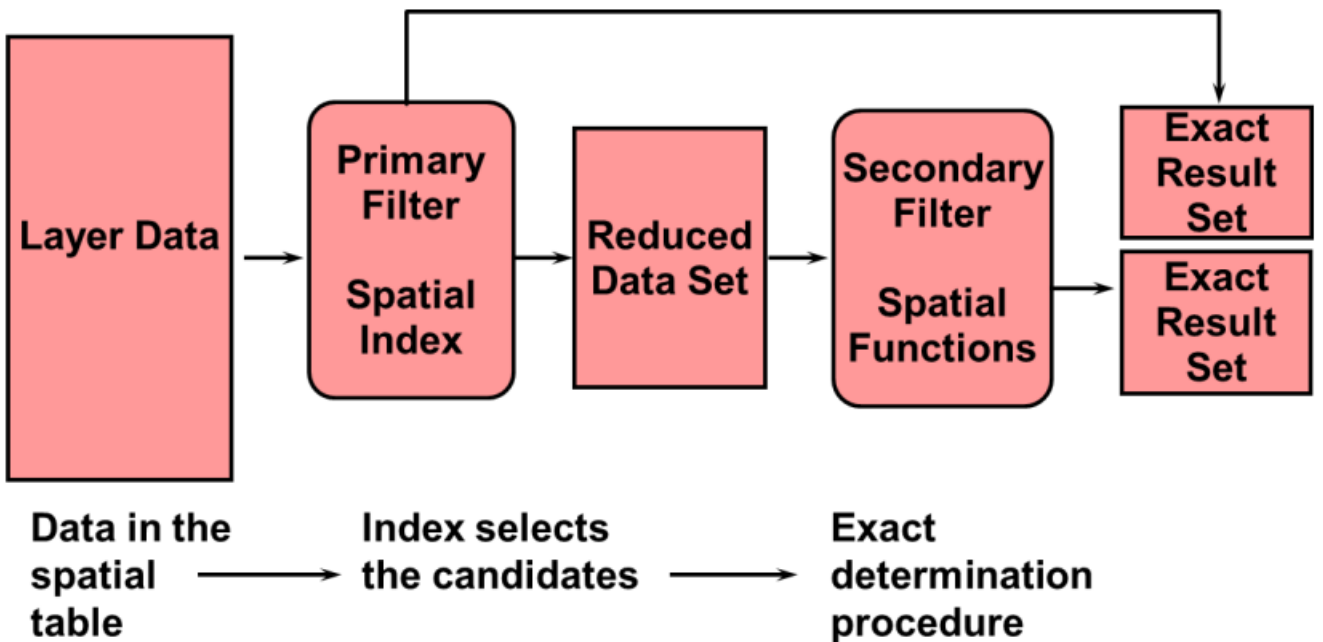 Layer Data
Primary
Filter
Spatial
Index
Reduced
Data Set
Secondary
Filter
Spatial
Functions
Exact
Result
Set
Exact
Result
Set
Data in the
spatial
table
Index selects
the candidates
Exact
determination
procedure